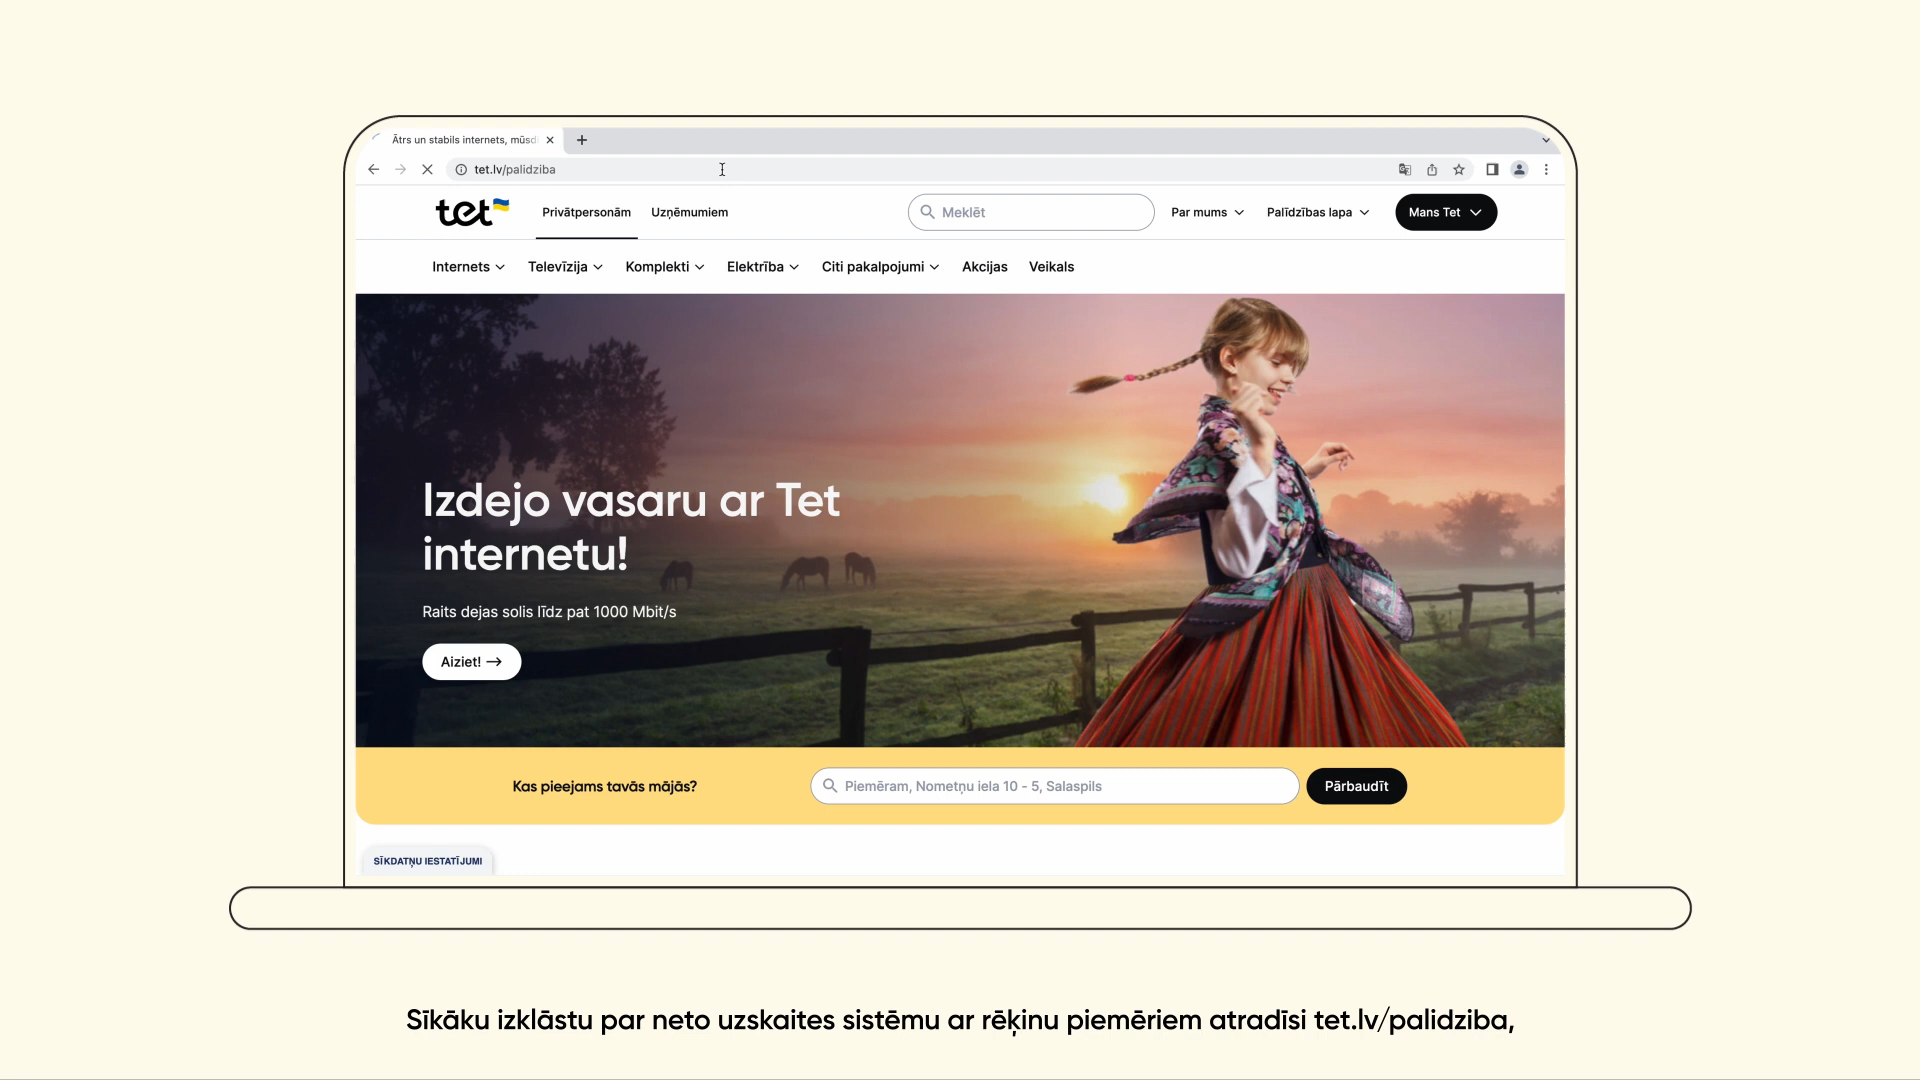 Ātrs un stabils internets, mūsd
tet.lv/palidziba
tet
Privātpersonām
Uzņēmumiem
Meklēt
Par mums
Palīdzības lapa
Mans Tet
Internets
Televīzija
Komplekti
Elektrība
Citi pakalpojumi
Akcijas
Veikals
Izdejo vasaru ar Tet
internetu!
Raits dejas solis līdz pat 1000 Mbit/s
Aiziet! →
Kas pieejams tavās mājās?
Piemēram, Nometņu iela 10 - 5, Salaspils
Pārbaudīt
SĪKDATŅU IESTATĪJUMI
Sīkāku izklāstu par neto uzskaites sistēmu ar rēķinu piemēriem atradīsi tet.lv/palidziba,